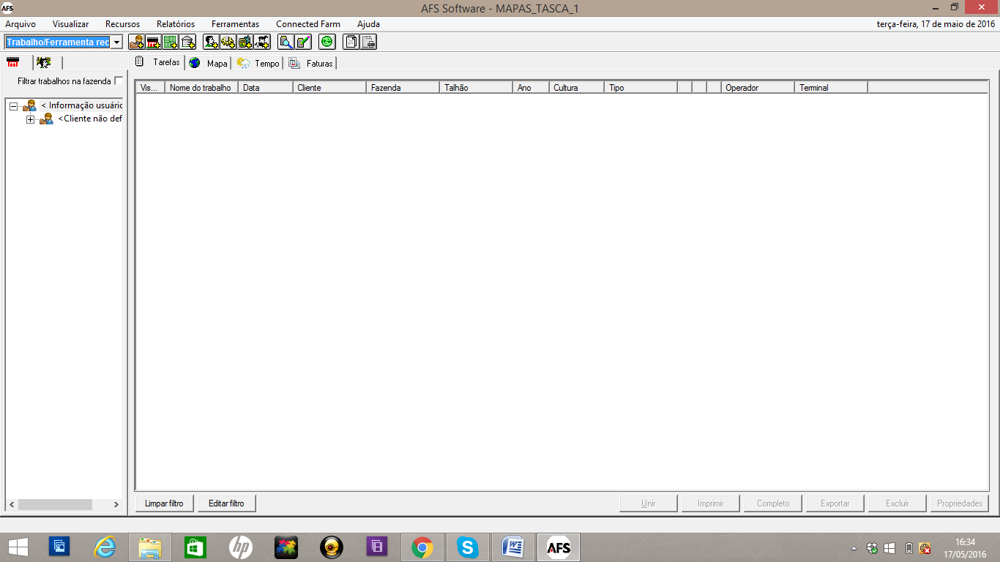 AFS
AFS Software - MAPAS_TASCA_1
Arquivo Visualizar Recursos Relatórios Ferramentas Connected Farm Ajuda terça-feira, 17 de maio de 2016
Trabalho/Ferramenta rec
Tarefas Mapa Tempo Faturas
Filtrar trabalhos na fazenda
Vis... Nome do trabalho Data Cliente Fazenda Talhão Ano Cultura Tipo Operador Terminal
< Informação usuário
<Cliente não def
Limpar filtro Editar filtro Unir Imprimir Completo Exportar Excluir Propriedades
hp S W AFS
16:34
17/05/2016